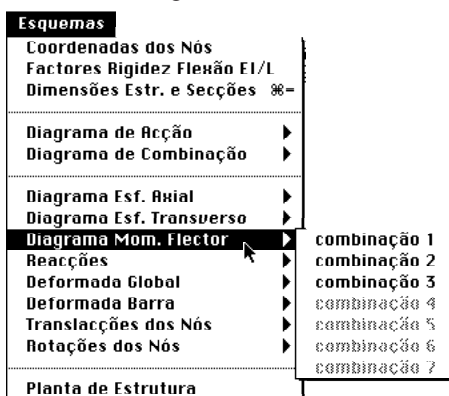 Esquemas
Coordenadas dos Nós
Factores Rigidez Flexão EI/L
Dimensões Estr. e Secções ⌘=
Diagrama de Acção
Diagrama de Combinação
Diagrama Esf. Axial
Diagrama Esf. Transverso
Diagrama Mom. Flector
Reacções
Deformada Global
Deformada Barra
Translacções dos Nós
Rotações dos Nós
Planta de Estrutura
combinação 1
combinação 2
combinação 3
combinação 4
combinação 5
combinação 6
combinação 7